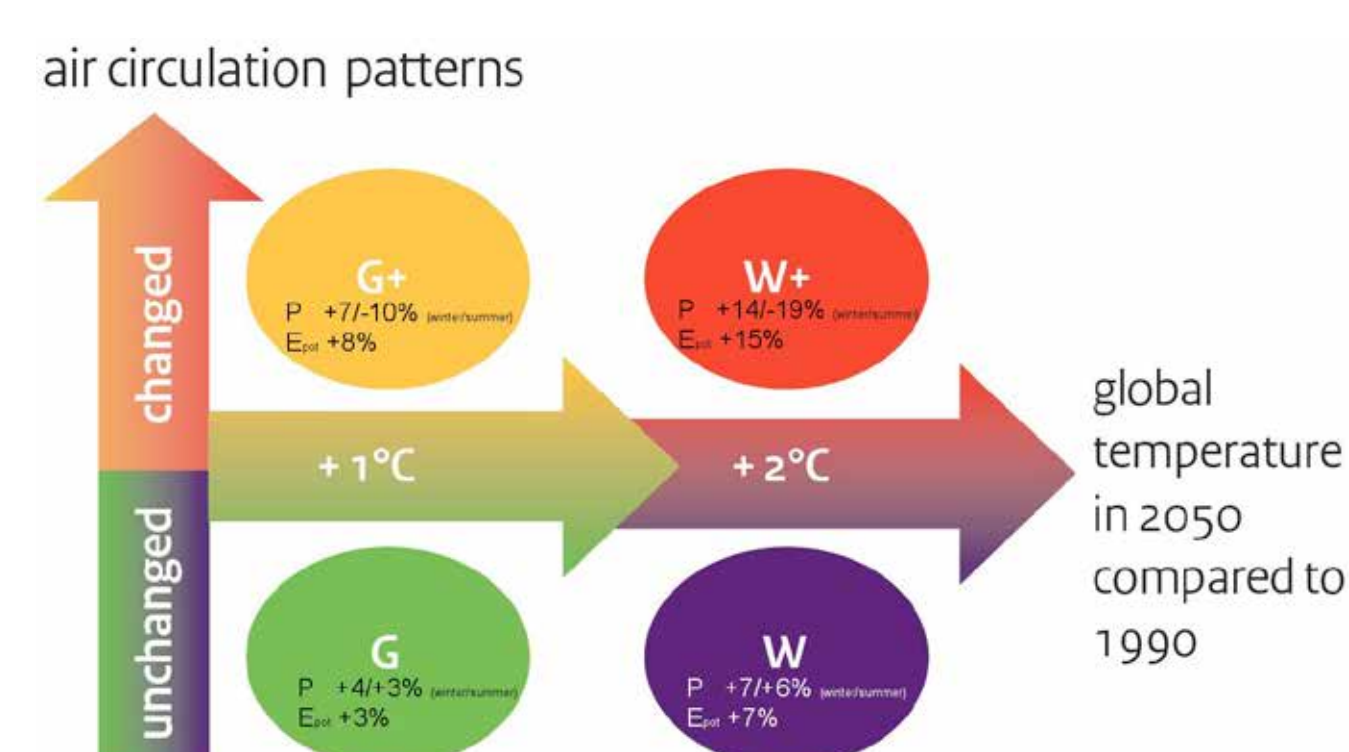 air circulation patterns
changed
G+
P +7/-10% (winter/summer)
Epot +8%
W+
P +14/-19% (winter/summer)
Epot +15%
+ 1°C
+ 2°C
global
temperature
in 2050
compared to
1990
unchanged
G
P +4/+3% (winter/summer)
Epot +3%
W
P +7/+6% (winter/summer)
Epot +7%